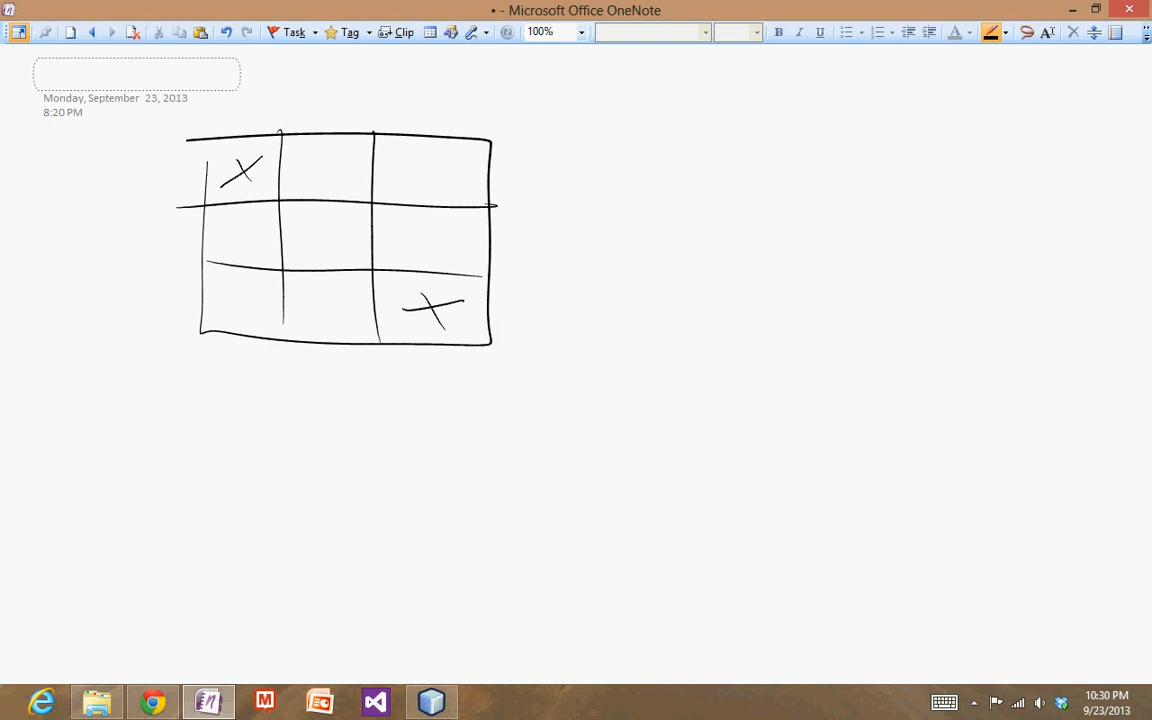 • - Microsoft Office OneNote
Task Tag Clip 100% B I U A A
Monday, September 23, 2013
8:20 PM
X
X
10:30 PM
9/23/2013